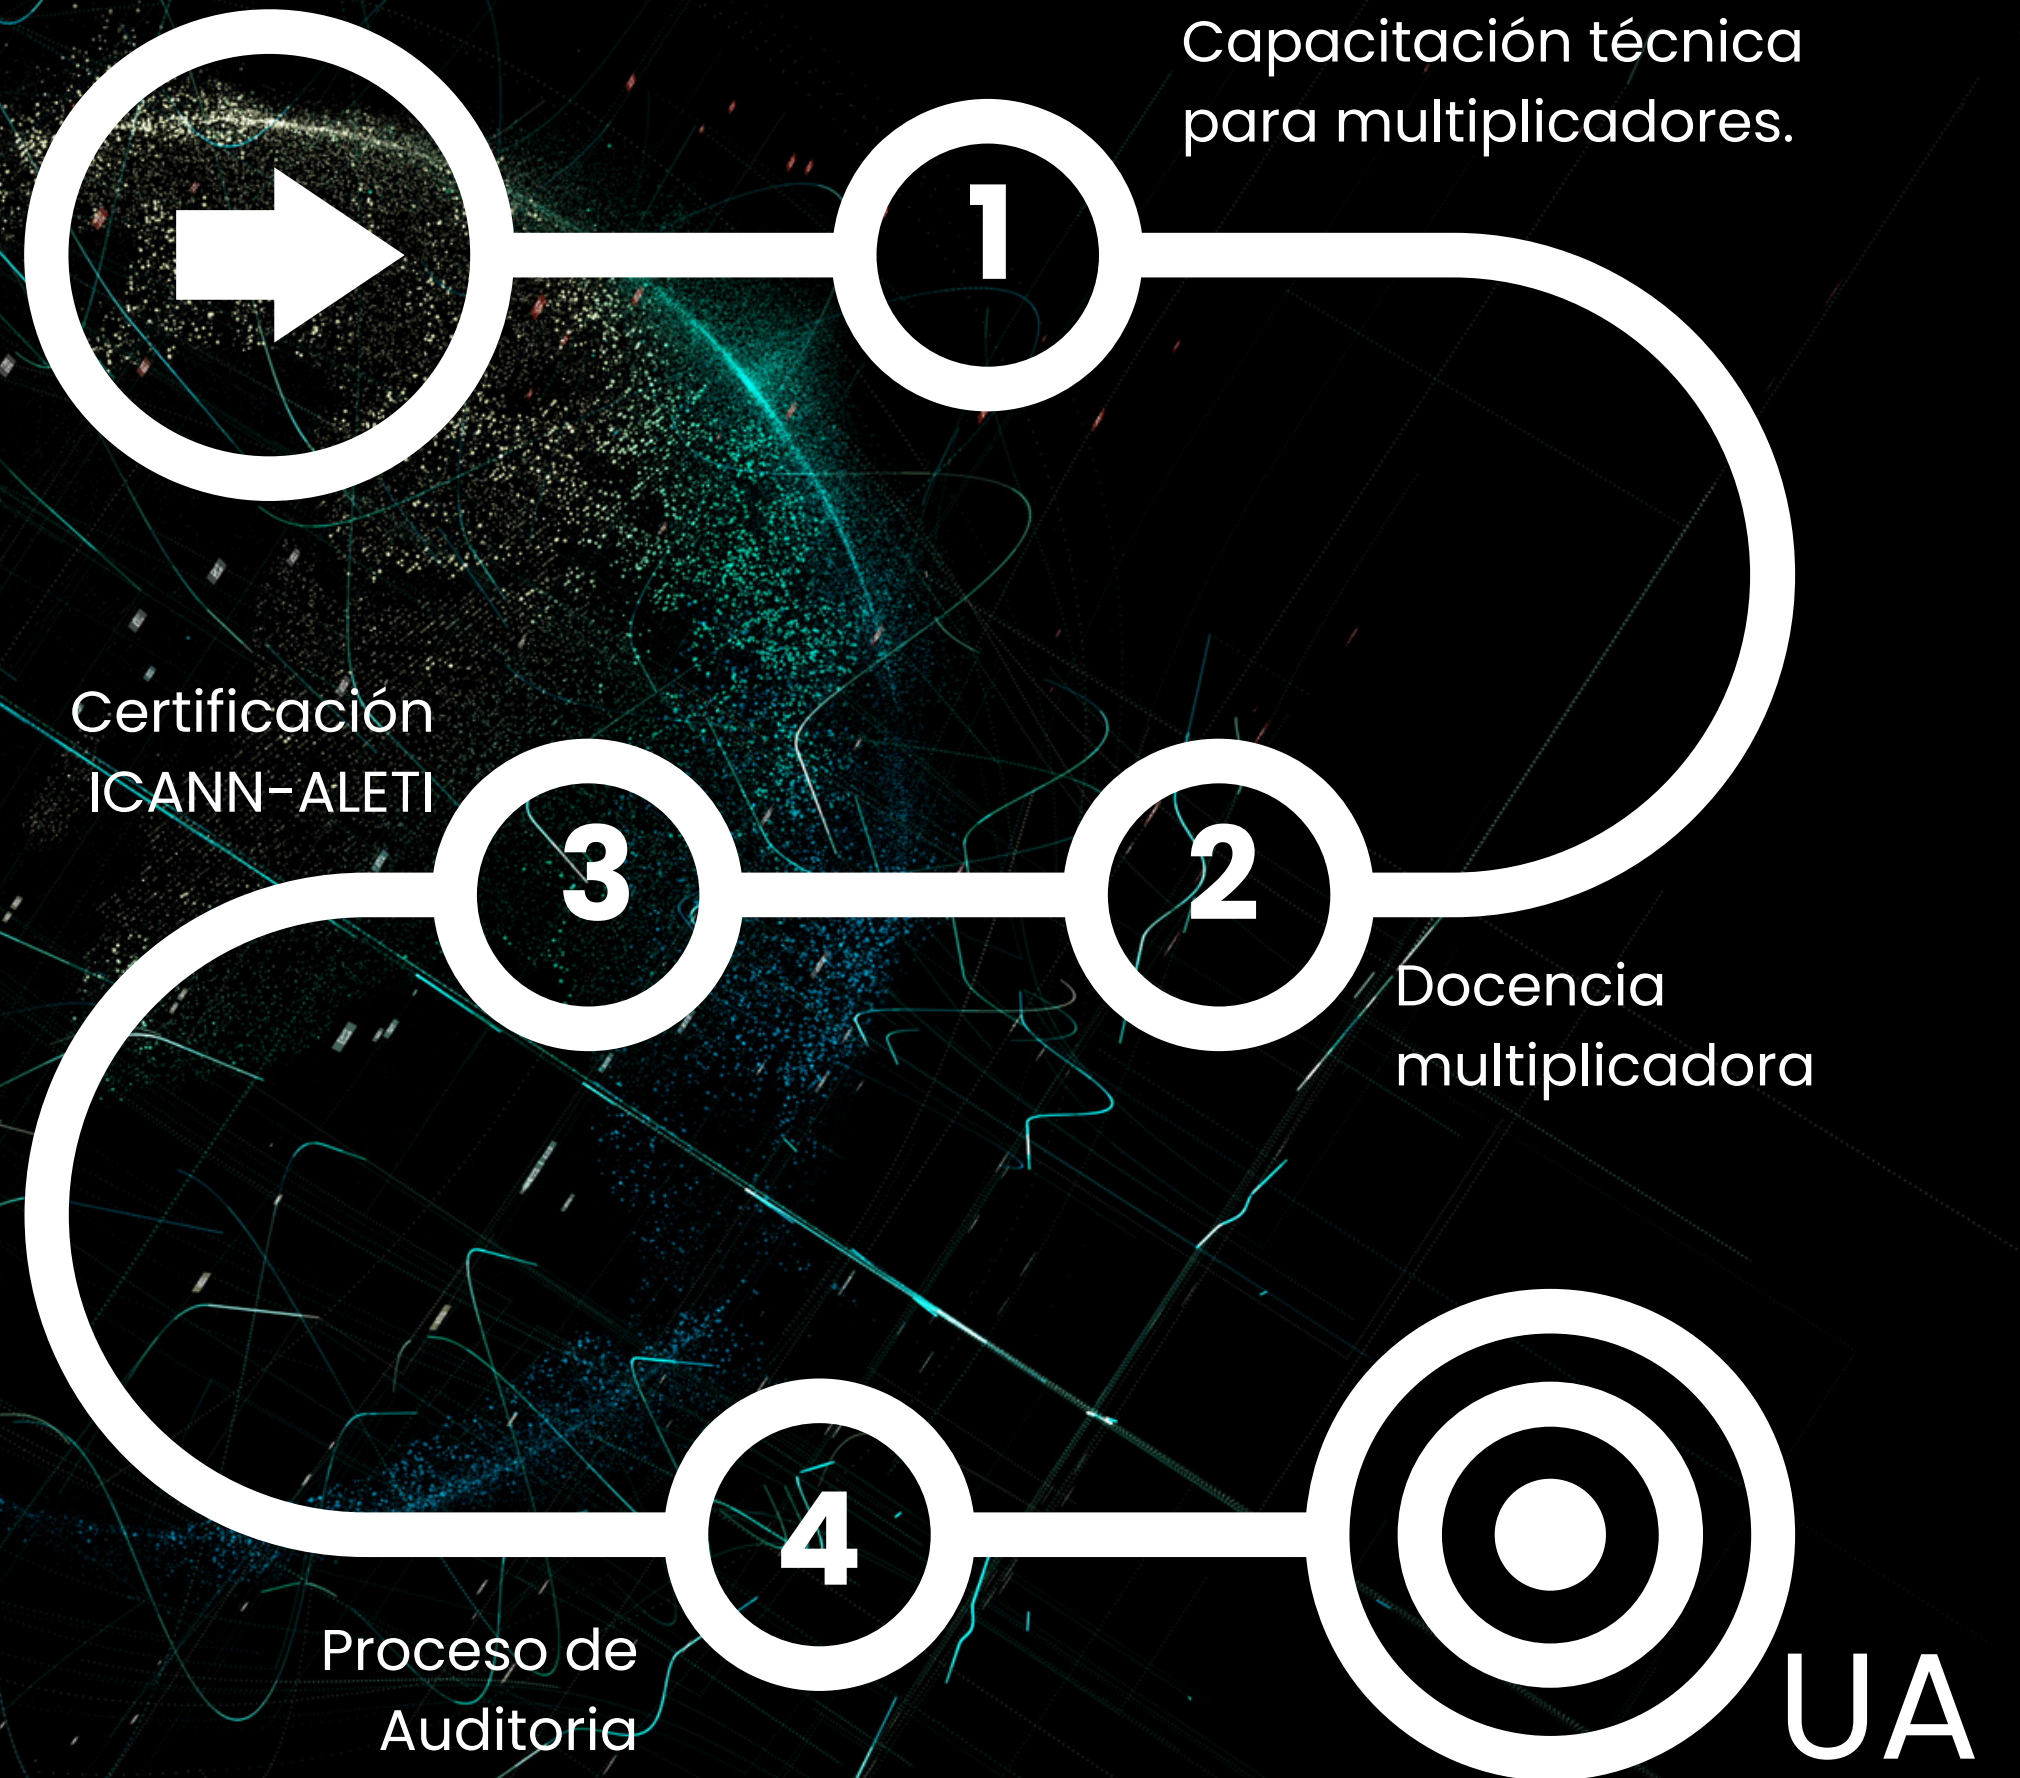 Capacitación técnica
para multiplicadores.
1
Certificación
ICANN-ALETI
3
2
Docencia
multiplicadora
4
Proceso de
Auditoria
UA